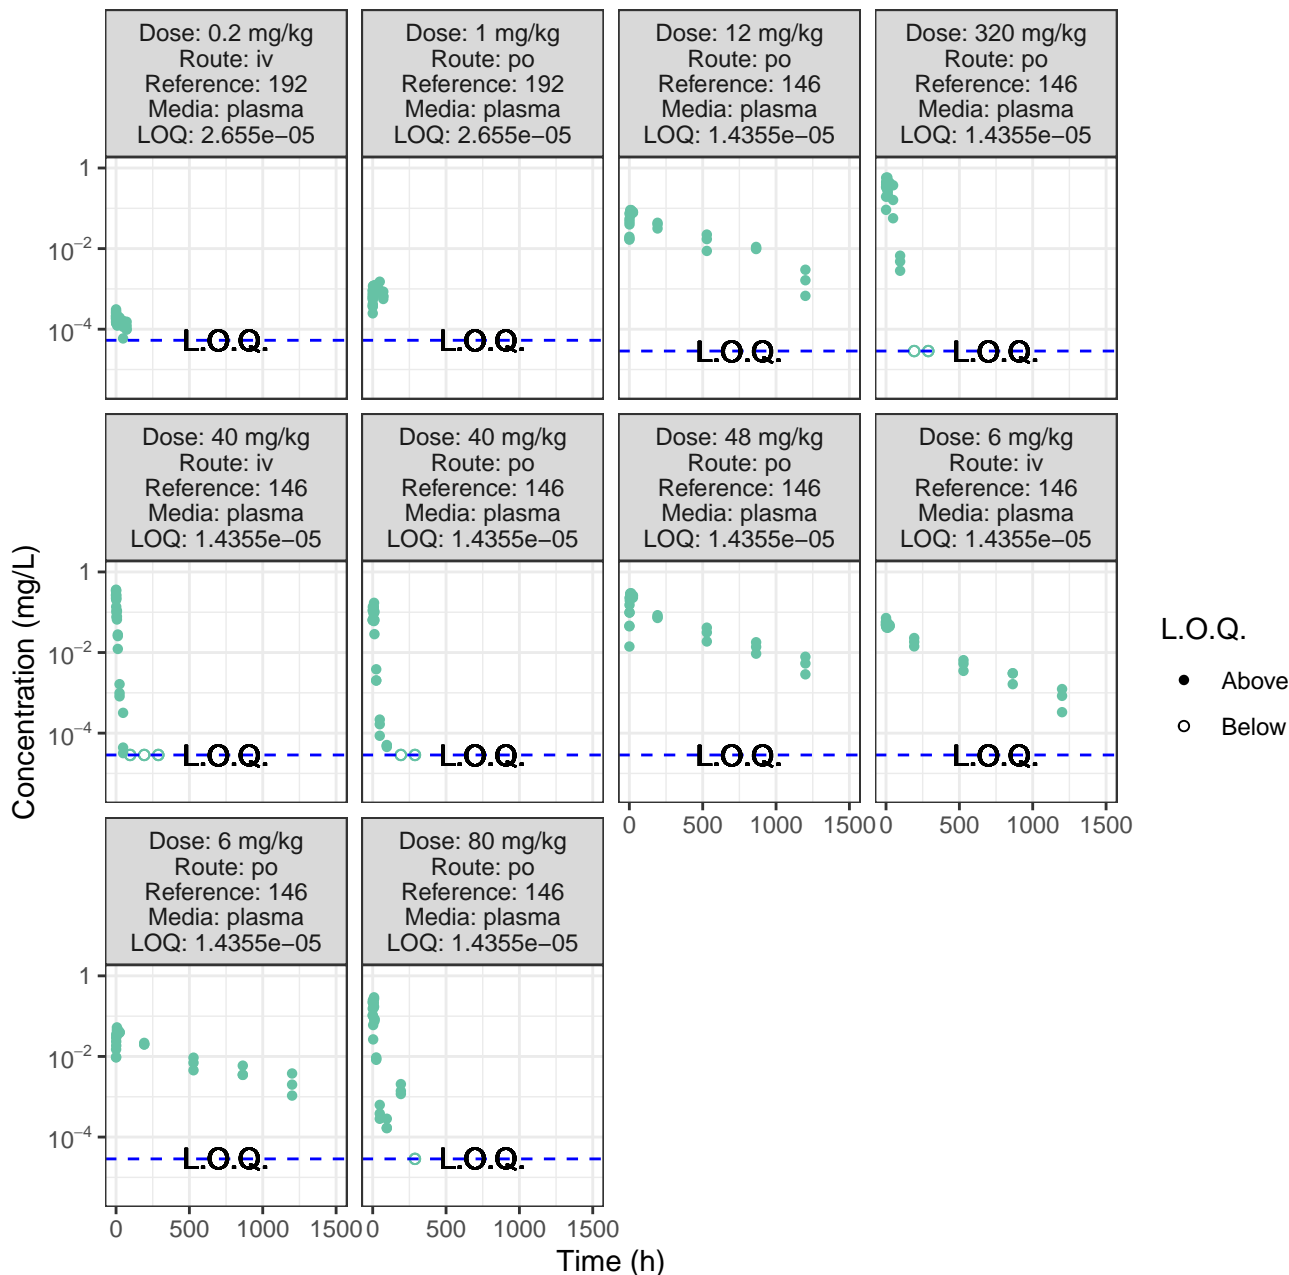 Dose: 0.2 mg/kg
Route: iv
Reference: 192
Media: plasma
LOQ: 2.655e−05
Dose: 1 mg/kg
Route: po
Reference: 192
Media: plasma
LOQ: 2.655e−05
Dose: 12 mg/kg
Route: po
Reference: 146
Media: plasma
LOQ: 1.4355e−05
Dose: 320 mg/kg
Route: po
Reference: 146
Media: plasma
LOQ: 1.4355e−05
1
10⁻²
10⁻⁴
L.O.Q.
L.O.Q.
L.O.Q.
L.O.Q.
Dose: 40 mg/kg
Route: iv
Reference: 146
Media: plasma
LOQ: 1.4355e−05
Dose: 40 mg/kg
Route: po
Reference: 146
Media: plasma
LOQ: 1.4355e−05
Dose: 48 mg/kg
Route: po
Reference: 146
Media: plasma
LOQ: 1.4355e−05
Dose: 6 mg/kg
Route: iv
Reference: 146
Media: plasma
LOQ: 1.4355e−05
1
10⁻²
10⁻⁴
L.O.Q.
L.O.Q.
L.O.Q.
L.O.Q.
0 500 1000 1500
0 500 1000 1500
Dose: 6 mg/kg
Route: po
Reference: 146
Media: plasma
LOQ: 1.4355e−05
Dose: 80 mg/kg
Route: po
Reference: 146
Media: plasma
LOQ: 1.4355e−05
1
10⁻²
10⁻⁴
L.O.Q.
L.O.Q.
0 500 1000 1500
0 500 1000 1500
Time (h)
Concentration (mg/L)
L.O.Q.
Above
Below